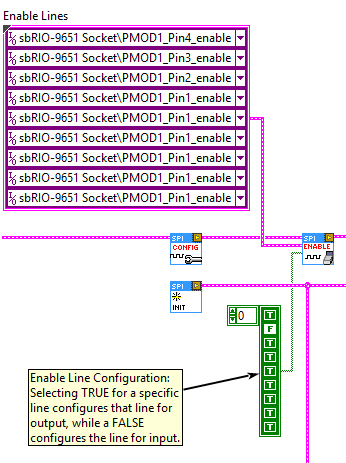 Enable Lines
I/O sbRIO-9651 Socket\PMOD1_Pin4_enable
I/O sbRIO-9651 Socket\PMOD1_Pin3_enable
I/O sbRIO-9651 Socket\PMOD1_Pin2_enable
I/O sbRIO-9651 Socket\PMOD1_Pin1_enable
I/O sbRIO-9651 Socket\PMOD1_Pin1_enable
I/O sbRIO-9651 Socket\PMOD1_Pin1_enable
I/O sbRIO-9651 Socket\PMOD1_Pin1_enable
I/O sbRIO-9651 Socket\PMOD1_Pin1_enable
I/O sbRIO-9651 Socket\PMOD1_Pin1_enable
SPI
CONFIG
SPI
ENABLE
SPI
INIT
0
T
F
T
T
T
T
T
T
T
Enable Line Configuration:
Selecting TRUE for a specific
line configures that line for
output, while a FALSE
configures the line for input.